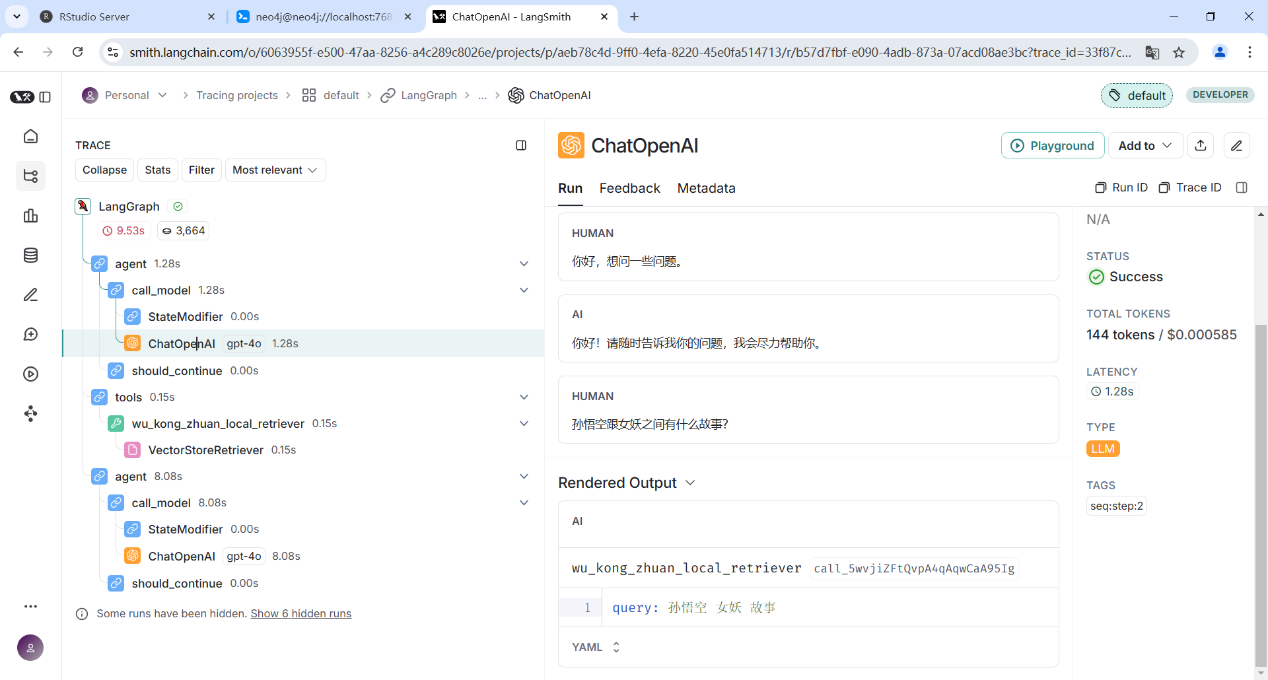 RStudio Server
neo4j@neo4j://localhost:768
ChatOpenAI - LangSmith
smith.langchain.com/o/6063955f-e500-47aa-8256-a4c289c8026e/projects/p/aeb78c4d-9ff0-4efa-8220-45e0fa514713/r/b57d7fbf-e090-4adb-873a-07acd08ae3bc?trace_id=33f87c...
Personal
Tracing projects
default
LangGraph
...
ChatOpenAI
default
DEVELOPER
TRACE
Collapse
Stats
Filter
Most relevant
LangGraph
9.53s
3,664
agent 1.28s
call_model 1.28s
StateModifier 0.00s
ChatOpenAI gpt-4o 1.28s
should_continue 0.00s
tools 0.15s
wu_kong_zhuan_local_retriever 0.15s
VectorStoreRetriever 0.15s
agent 8.08s
call_model 8.08s
StateModifier 0.00s
ChatOpenAI gpt-4o 8.08s
should_continue 0.00s
Some runs have been hidden. Show 6 hidden runs
ChatOpenAI
Playground
Add to
Run
Feedback
Metadata
Run ID
Trace ID
HUMAN
你好，想问一些问题。
AI
你好！请随时告诉我你的问题，我会尽力帮助你。
HUMAN
孙悟空跟女妖之间有什么故事?
Rendered Output
AI
wu_kong_zhuan_local_retriever call_5wvjiZFtQvpA4qAqwCaA95Ig
1 query: 孙悟空 女妖 故事
YAML
N/A
STATUS
Success
TOTAL TOKENS
144 tokens / $0.000585
LATENCY
1.28s
TYPE
LLM
TAGS
seq:step:2